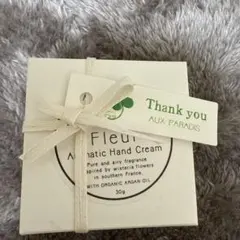 Thank you
AUX PARADIS
Fleur
Hand Cream
Pure and airy fragrance
inspired by wisteria flowers
in southern France.
WITH ORGANIC ARGAN OIL
30g